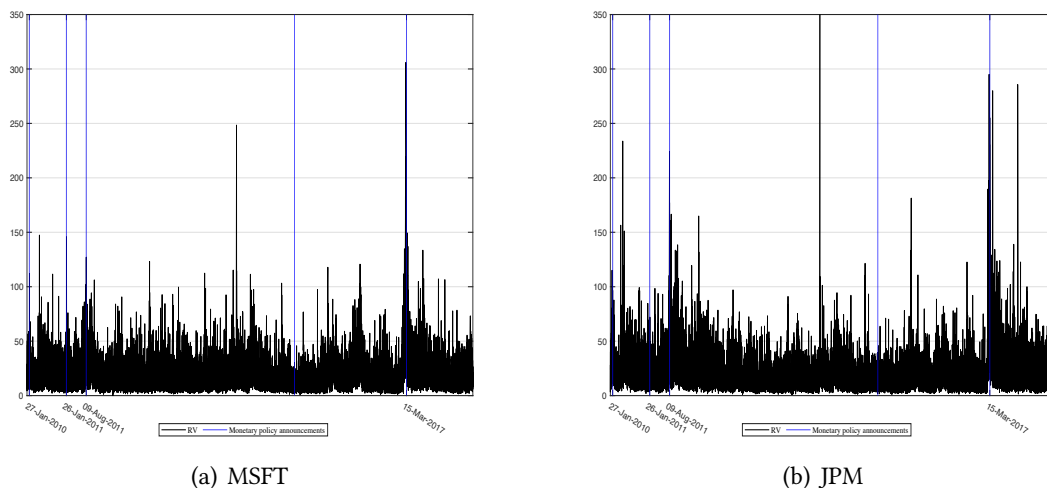 350
300
250
200
150
100
50
0
27-Jan-2010
26-Jan-2011
09-Aug-2011
15-Mar-2017
RV Monetary policy announcements
(a) MSFT
350
300
250
200
150
100
50
0
27-Jan-2010
26-Jan-2011
09-Aug-2011
15-Mar-2017
RV Monetary policy announcements
(b) JPM